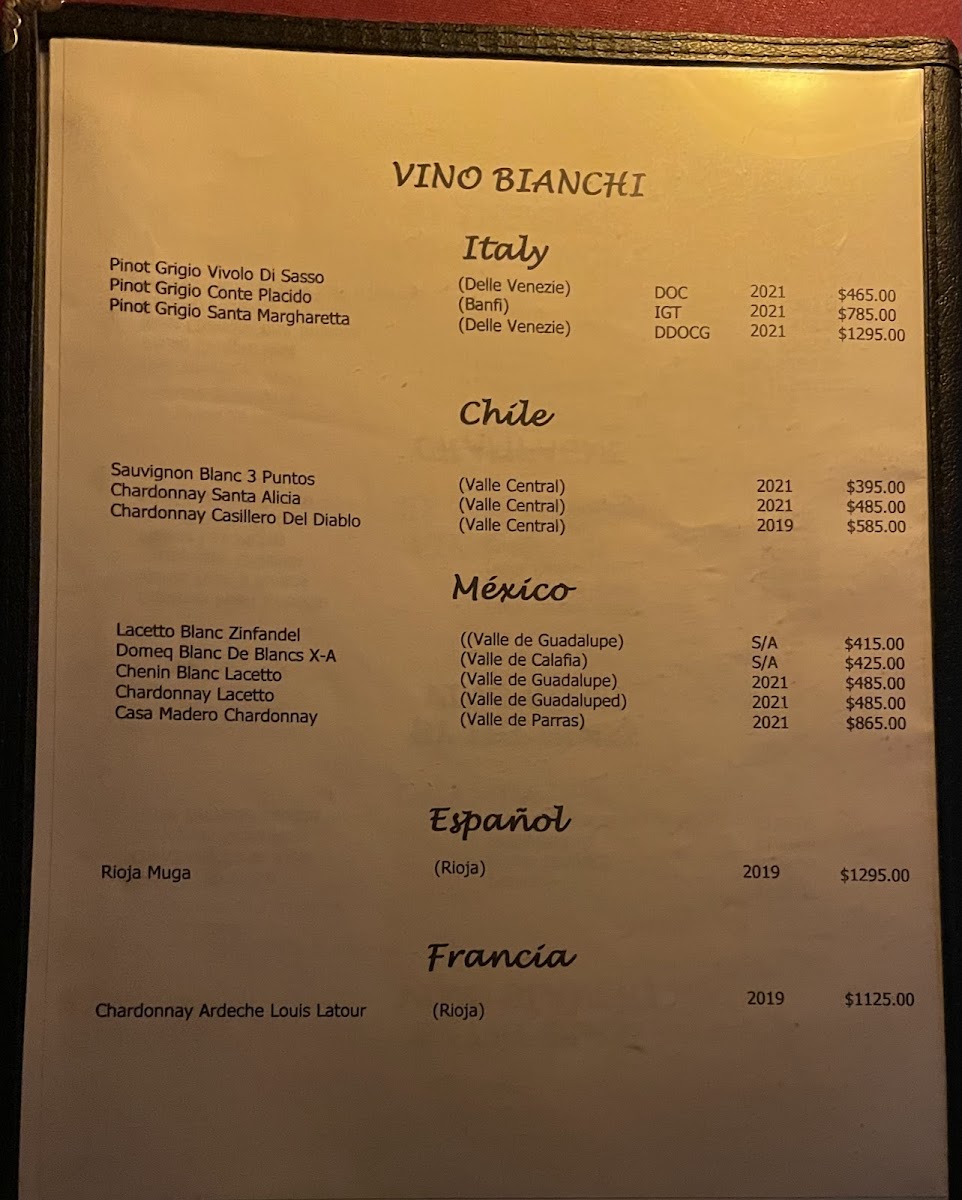 VINO BIANCHI
Italy
Pinot Grigio Vivolo Di Sasso (Delle Venezie) DOC 2021 $465.00
Pinot Grigio Conte Placido (Banfi) IGT 2021 $785.00
Pinot Grigio Santa Margharetta (Delle Venezie) DDOCG 2021 $1295.00
Chile
Sauvignon Blanc 3 Puntos (Valle Central) 2021 $395.00
Chardonnay Santa Alicia (Valle Central) 2021 $485.00
Chardonnay Casillero Del Diablo (Valle Central) 2019 $585.00
México
Lacetto Blanc Zinfandel ((Valle de Guadalupe) S/A $415.00
Domeq Blanc De Blancs X-A (Valle de Calafia) S/A $425.00
Chenin Blanc Lacetto (Valle de Guadalupe) 2021 $485.00
Chardonnay Lacetto (Valle de Guadaluped) 2021 $485.00
Casa Madero Chardonnay (Valle de Parras) 2021 $865.00
Español
Rioja Muga (Rioja) 2019 $1295.00
Francia
Chardonnay Ardeche Louis Latour (Rioja) 2019 $1125.00